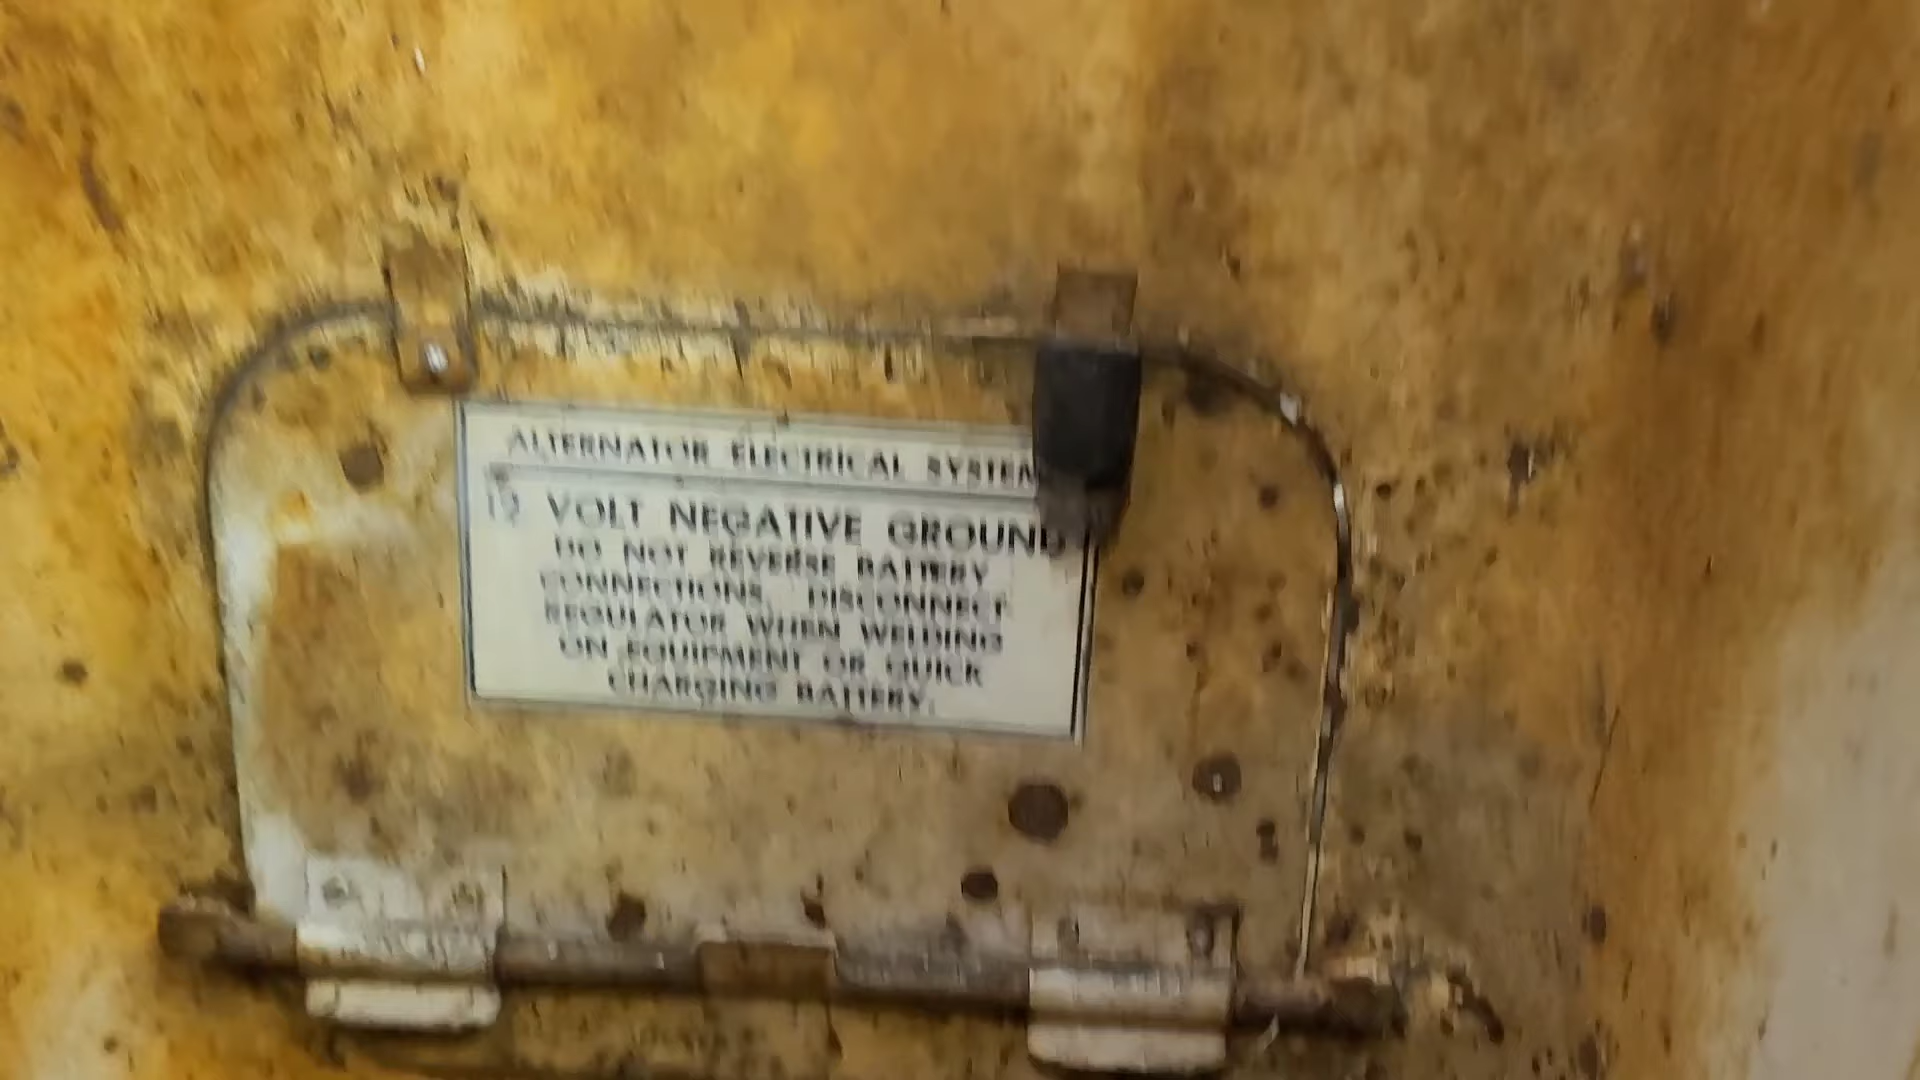 ALTERNATOR ELECTRICAL SYSTEM
12 VOLT NEGATIVE GROUND
DO NOT REVERSE BATTERY
CONNECTIONS. DISCONNECT
REGULATOR WHEN WELDING
ON EQUIPMENT OR QUICK
CHARGING BATTERY.